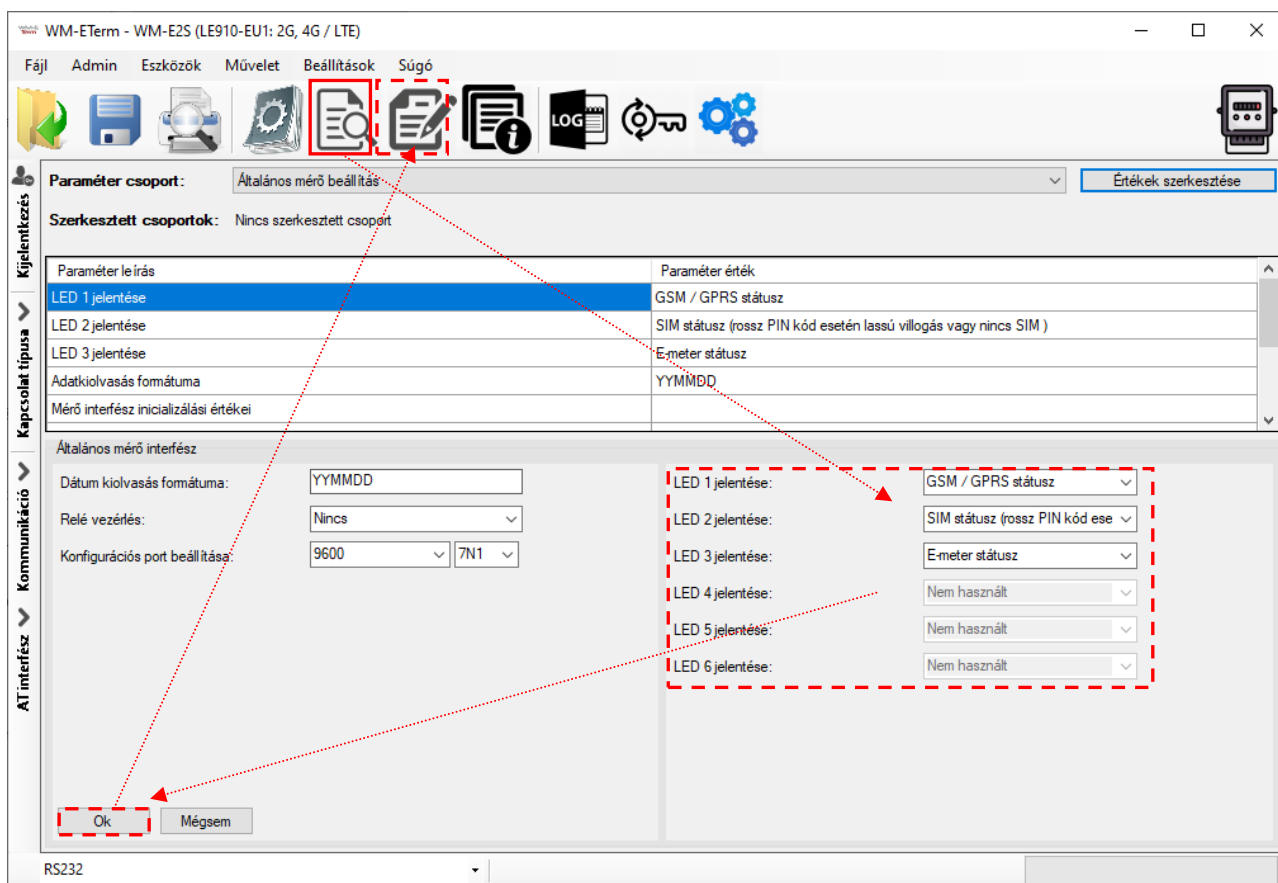 WM-ETerm - WM-E2S (LE910-EU1: 2G, 4G / LTE)
Fájl Admin Eszközök Művelet Beállítások Súgó
LOG
Paraméter csoport: Általános mérő beállítás Értékek szerkesztése
Szerkesztett csoportok: Nincs szerkesztett csoport
Kijelentkezés
Kapcsolat típusa
Kommunikáció
AT interfész
Paraméter leírás Paraméter érték
LED 1 jelentése GSM / GPRS státusz
LED 2 jelentése SIM státusz (rossz PIN kód esetén lassú villogás vagy nincs SIM )
LED 3 jelentése E-meter státusz
Adatkiolvasás formátuma YYMMDD
Mérő interfész inicializálási értékei
Általános mérő interfész
Dátum kiolvasás formátuma: YYMMDD
Relé vezérlés: Nincs
Konfigurációs port beállítása: 9600 7N1
LED 1 jelentése: GSM / GPRS státusz
LED 2 jelentése: SIM státusz (rossz PIN kód ese
LED 3 jelentése: E-meter státusz
LED 4 jelentése: Nem használt
LED 5 jelentése: Nem használt
LED 6 jelentése: Nem használt
Ok Mégsem
RS232